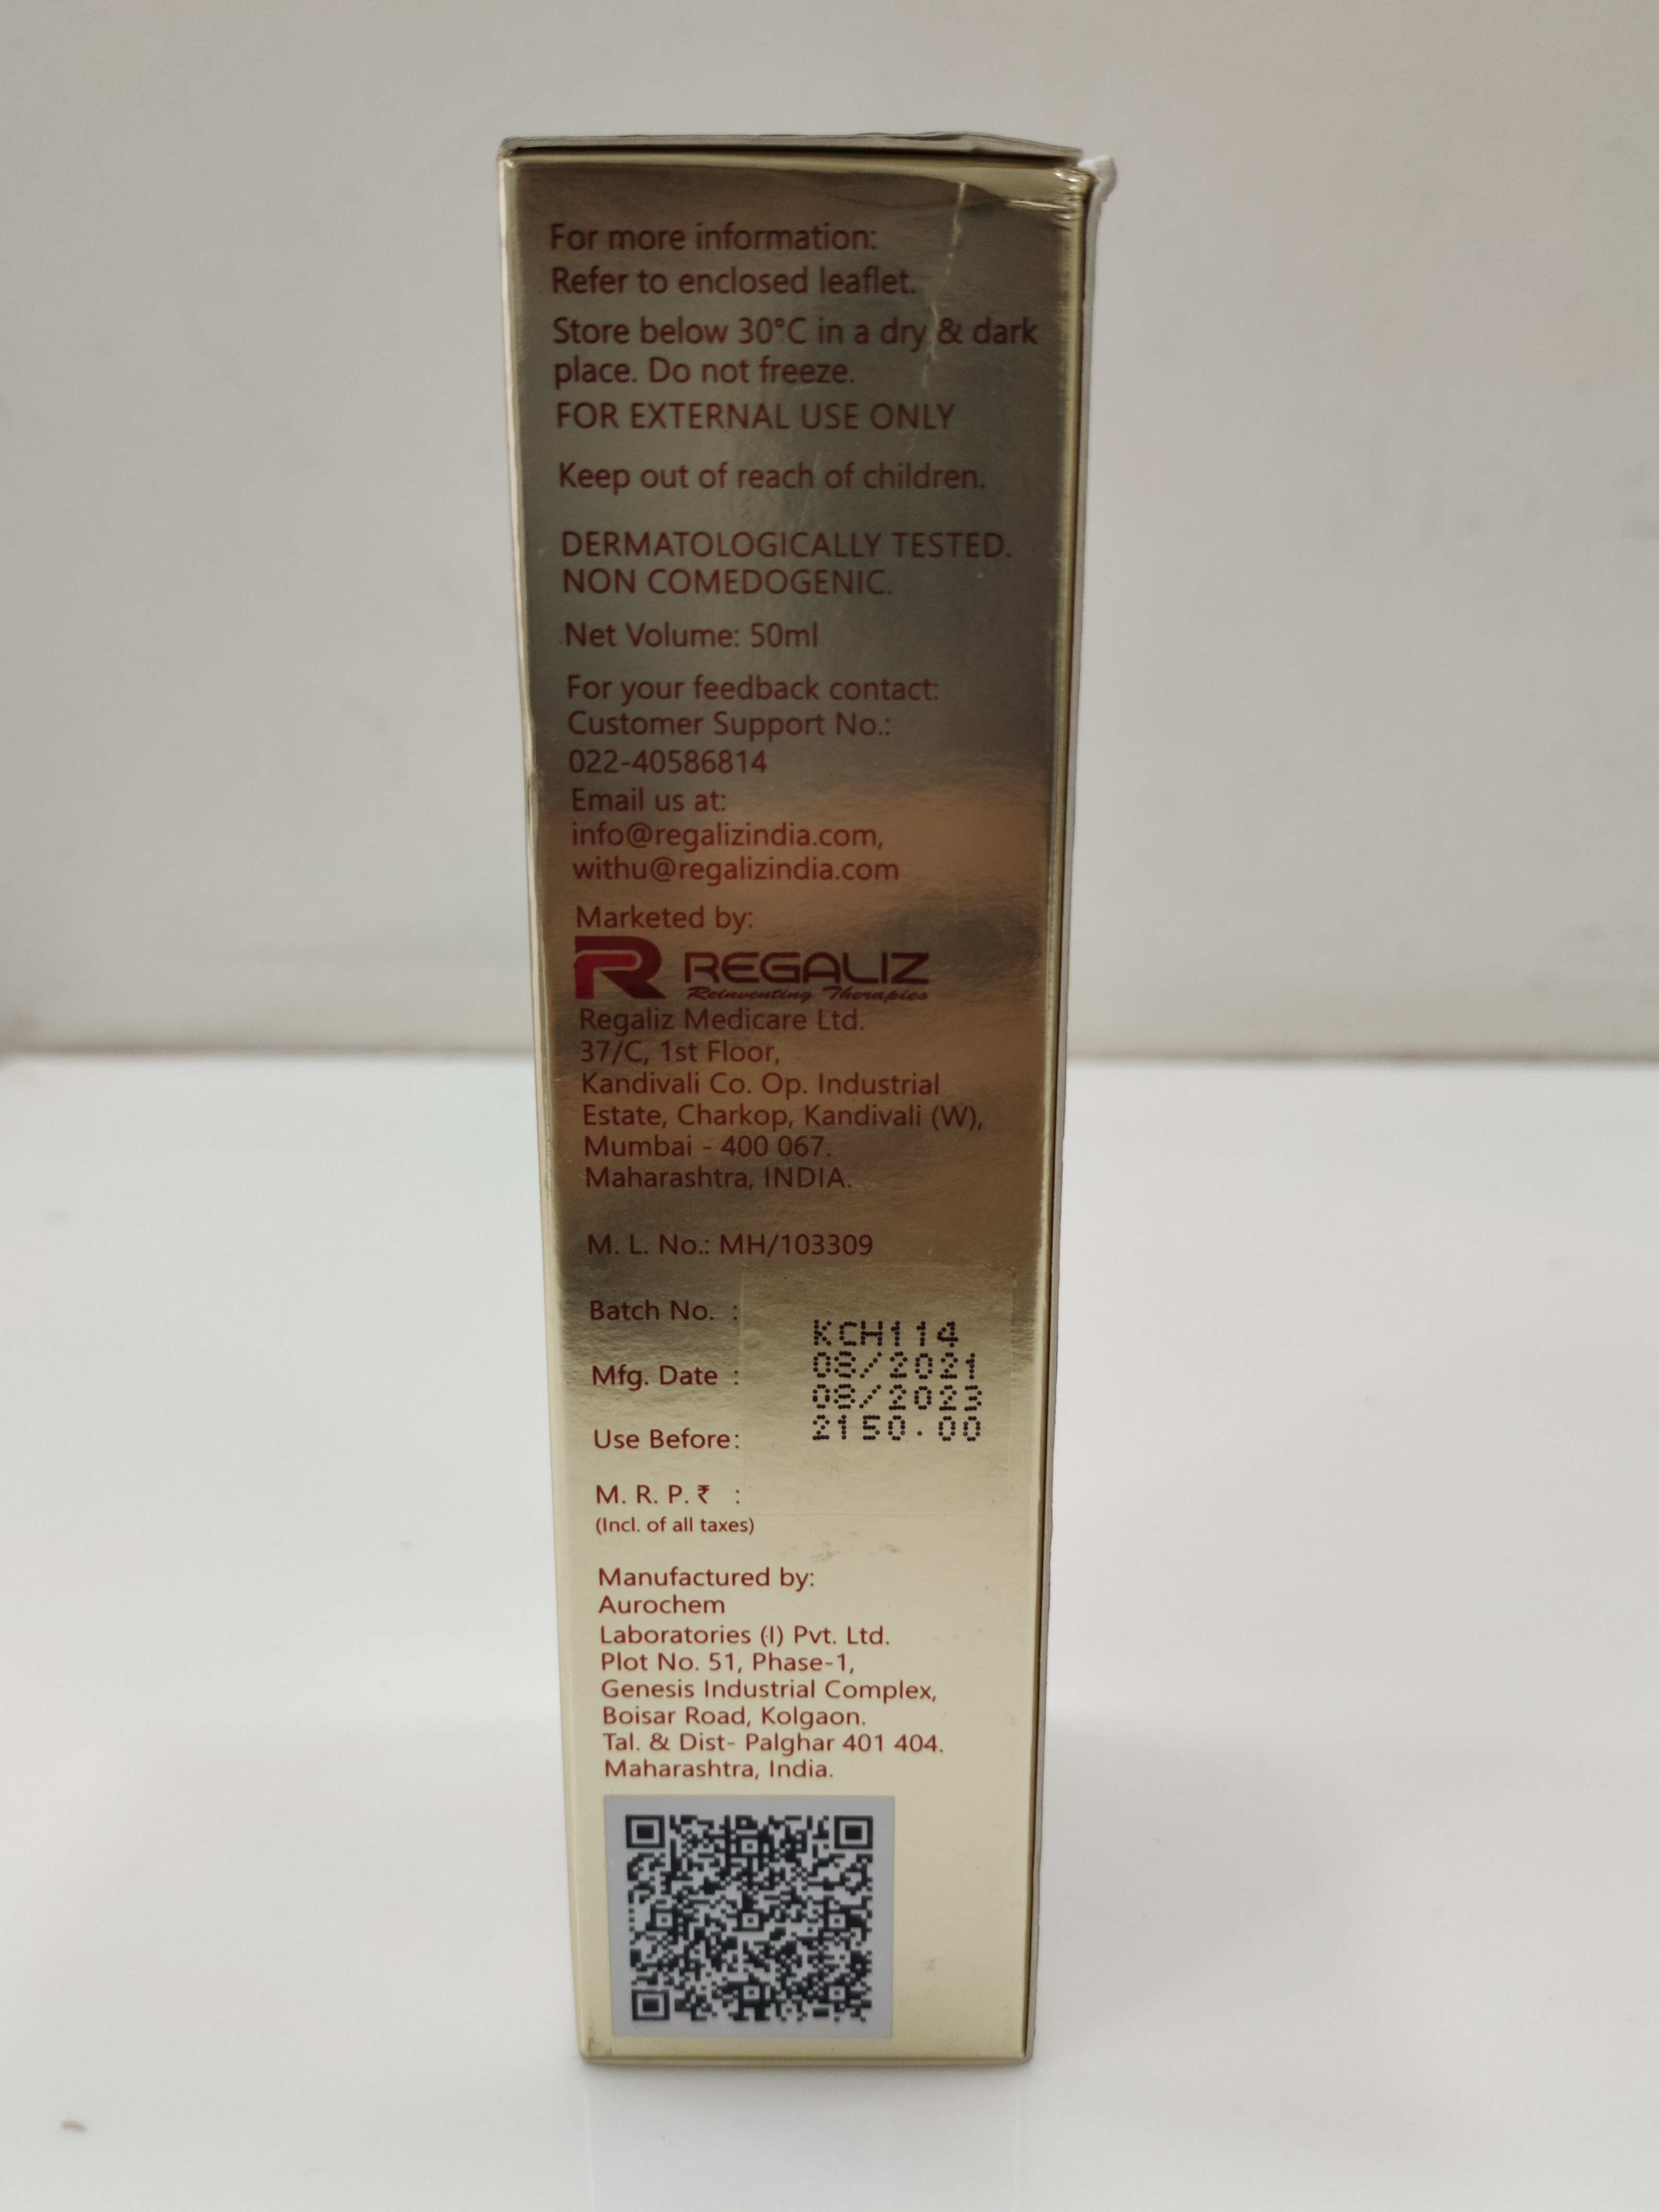 For more information:
Refer to enclosed leaflet.
Store below 30°C in a dry & dark
place. Do not freeze.
FOR EXTERNAL USE ONLY
Keep out of reach of children.
DERMATOLOGICALLY TESTED.
NON COMEDOGENIC.
Net Volume: 50ml
For your feedback contact:
Customer Support No.:
022-40586814
Email us at:
info@regalizindia.com,
withu@regalizindia.com
Marketed by:
R REGALIZ
Reinventing Therapies
Regaliz Medicare Ltd.
37/C, 1st Floor,
Kandivali Co. Op. Industrial
Estate, Charkop, Kandivali (W),
Mumbai - 400 067.
Maharashtra, INDIA.
M. L. No.: MH/103309
Batch No. :
KCH114
08/2021
Mfg. Date :
08/2023
2150.00
Use Before:
M. R. P. ₹ :
(Incl. of all taxes)
Manufactured by:
Aurochem
Laboratories (I) Pvt. Ltd.
Plot No. 51, Phase-1,
Genesis Industrial Complex,
Boisar Road, Kolgaon.
Tal. & Dist- Palghar 401 404.
Maharashtra, India.